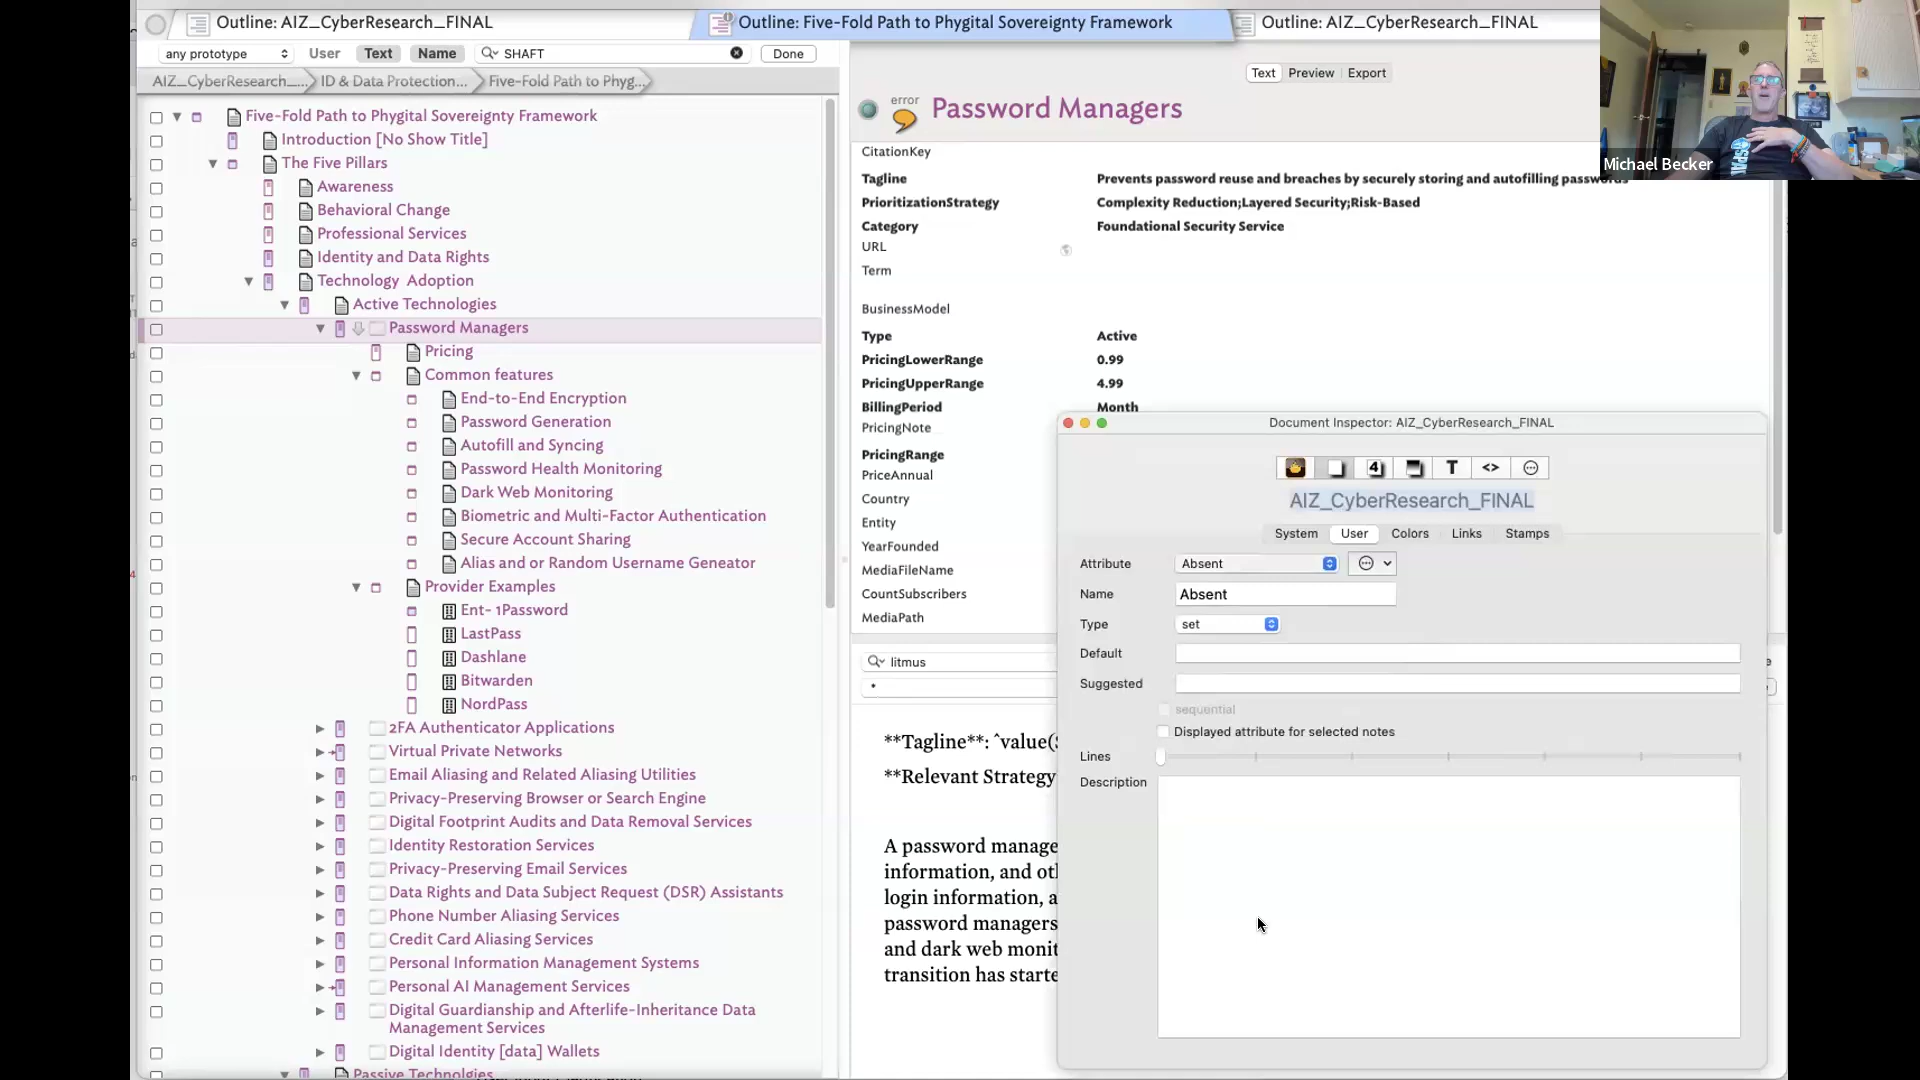 Outline: AIZ_CyberResearch_FINAL
Outline: Five-Fold Path to Phygital Sovereignty Framework
Outline: AIZ_CyberResearch_FINAL
any prototype
User
Text
Name
SHAFT
Done
AIZ_CyberResearch_...
ID & Data Protection...
Five-Fold Path to Phyg...
Five-Fold Path to Phygital Sovereignty Framework
Introduction [No Show Title]
The Five Pillars
Awareness
Behavioral Change
Professional Services
Identity and Data Rights
Technology Adoption
Active Technologies
Password Managers
Pricing
Common features
End-to-End Encryption
Password Generation
Autofill and Syncing
Password Health Monitoring
Dark Web Monitoring
Biometric and Multi-Factor Authentication
Secure Account Sharing
Alias and or Random Username Geneator
Provider Examples
Ent- 1Password
LastPass
Dashlane
Bitwarden
NordPass
2FA Authenticator Applications
Virtual Private Networks
Email Aliasing and Related Aliasing Utilities
Privacy-Preserving Browser or Search Engine
Digital Footprint Audits and Data Removal Services
Identity Restoration Services
Privacy-Preserving Email Services
Data Rights and Data Subject Request (DSR) Assistants
Phone Number Aliasing Services
Credit Card Aliasing Services
Personal Information Management Systems
Personal AI Management Services
Digital Guardianship and Afterlife-Inheritance Data
Management Services
Digital Identity [data] Wallets
Passive Technolgies
Text Preview Export
error
Password Managers
CitationKey
Tagline Prevents password reuse and breaches by securely storing and autofilling passwords
PrioritizationStrategy Complexity Reduction;Layered Security;Risk-Based
Category Foundational Security Service
URL
Term
BusinessModel
Type Active
PricingLowerRange 0.99
PricingUpperRange 4.99
BillingPeriod Month
PricingNote
PricingRange
PriceAnnual
Country
Entity
YearFounded
MediaFileName
CountSubscribers
MediaPath
litmus
**Tagline**: ^value(
**Relevant Strategy
A password manage
information, and oth
login information, a
password managers
and dark web monit
transition has starte
Document Inspector: AIZ_CyberResearch_FINAL
4
T
<>
AIZ_CyberResearch_FINAL
System User Colors Links Stamps
Attribute Absent
Name Absent
Type set
Default
Suggested
sequential
Displayed attribute for selected notes
Lines
Description
Michael Becker